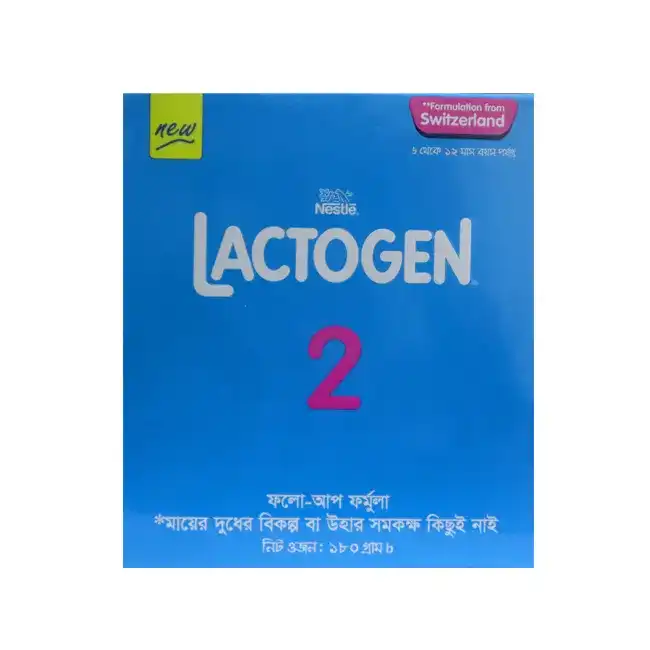 new
**Formulation from
Switzerland
৬ থেকে ১২ মাস বয়স পর্যন্ত
Nestlé
LACTOGEN
2
ফলো-আপ ফর্মুলা
*মায়ের দুধের বিকল্প বা উহার সমকক্ষ কিছুই নাই
নিট ওজন: ১৮০ গ্রাম